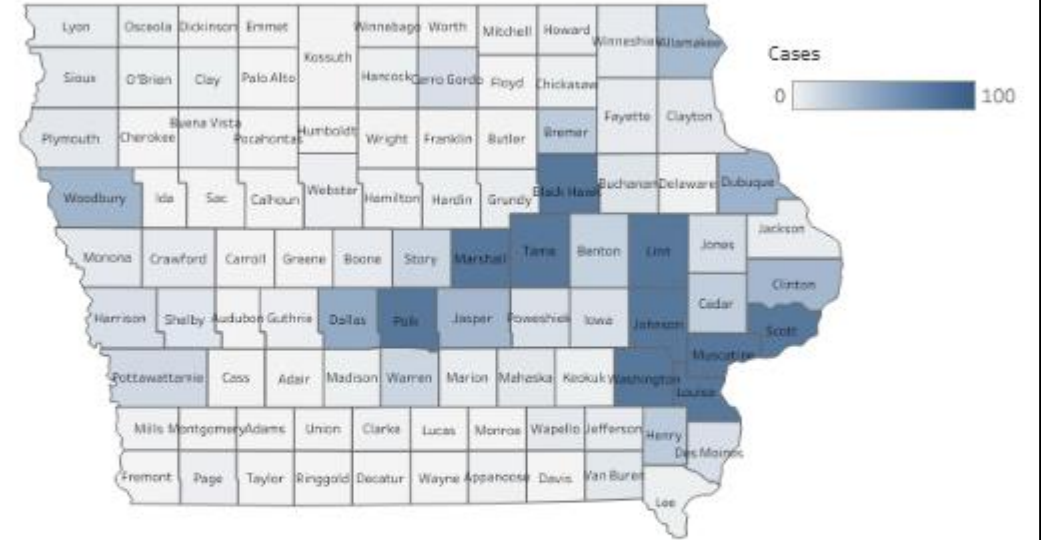 Lyon Osceola Dickinson Emmet Winnebago Worth Mitchell Howard Winneshiek Allamakee
Cases
Sioux O'Brien Clay Palo Alto Kossuth Hancock Cerro Gordo Floyd Chickasaw
0 100
Plymouth Cherokee Buena Vista Pocahontas Humboldt Wright Franklin Butler Bremer Fayette Clayton
Woodbury Ida Sac Calhoun Webster Hamilton Hardin Grundy Black Hawk Buchanan Delaware Dubuque
Monona Crawford Carroll Greene Boone Story Marshall Tama Benton Linn Jones Jackson
Harrison Shelby Audubon Guthrie Dallas Polk Jasper Poweshiek Iowa Johnson Cedar Clinton
Scott
Muscatine
Pottawattamie Cass Adair Madison Warren Marion Mahaska Keokuk Washington Louisa
Mills Montgomery Adams Union Clarke Lucas Monroe Wapello Jefferson Henry Des Moines
Fremont Page Taylor Ringgold Decatur Wayne Appanoose Davis Van Buren Lee